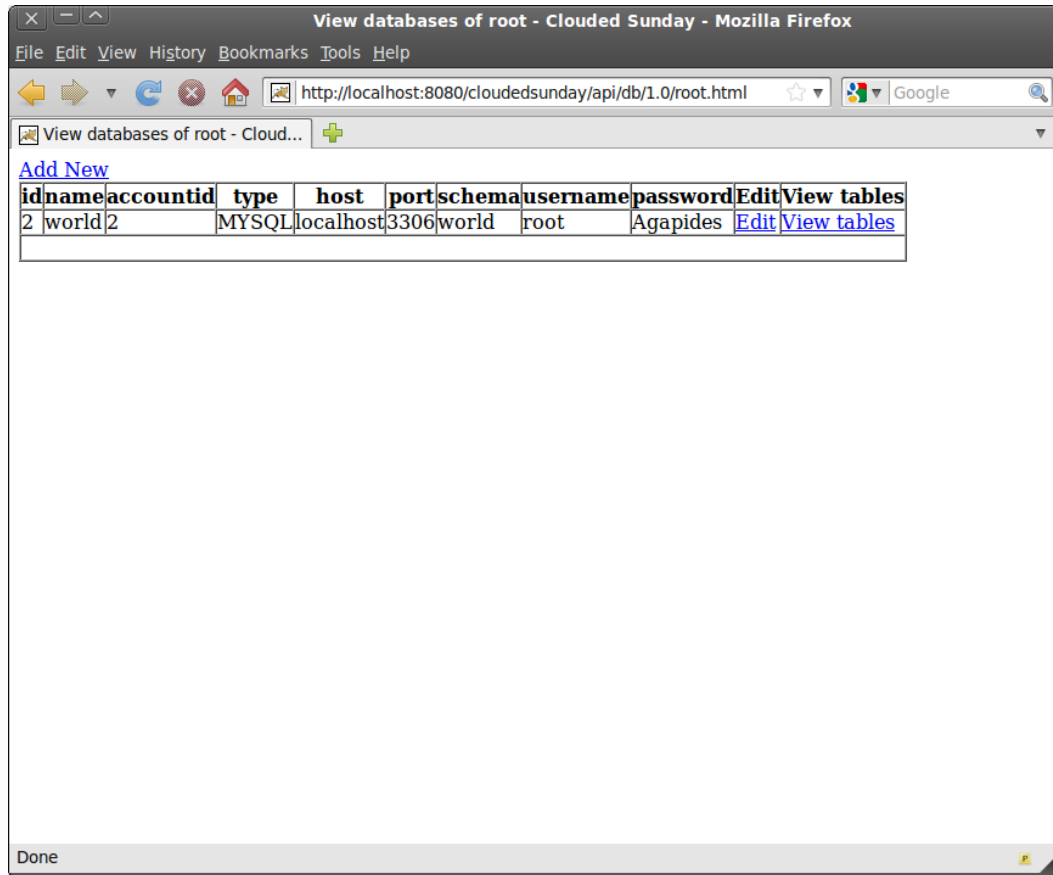 View databases of root - Clouded Sunday - Mozilla Firefox
File Edit View History Bookmarks Tools Help
http://localhost:8080/cloudedsunday/api/db/1.0/root.html Google
View databases of root - Cloud...
Add New
id name accountid type host port schema username password Edit View tables
2 world 2 MYSQL localhost 3306 world root Agapides Edit View tables
Done
P